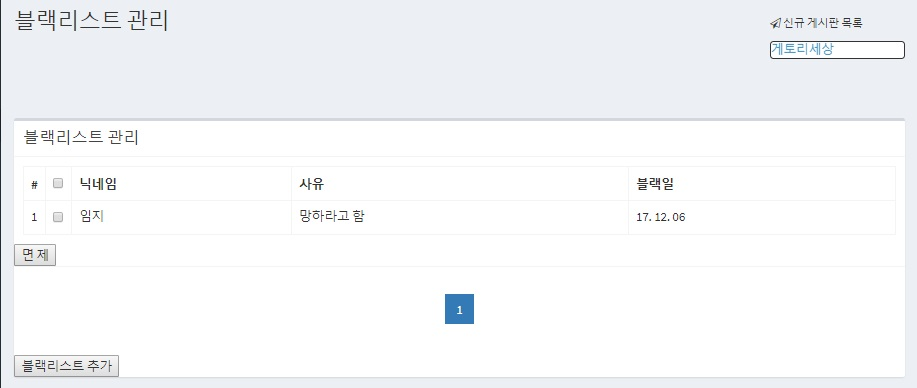 블랙리스트 관리
신규 게시판 목록
게토리세상
블랙리스트 관리
# 닉네임 사유 블랙일
1 임지 망하라고 함 17. 12. 06
면 제
1
블랙리스트 추가